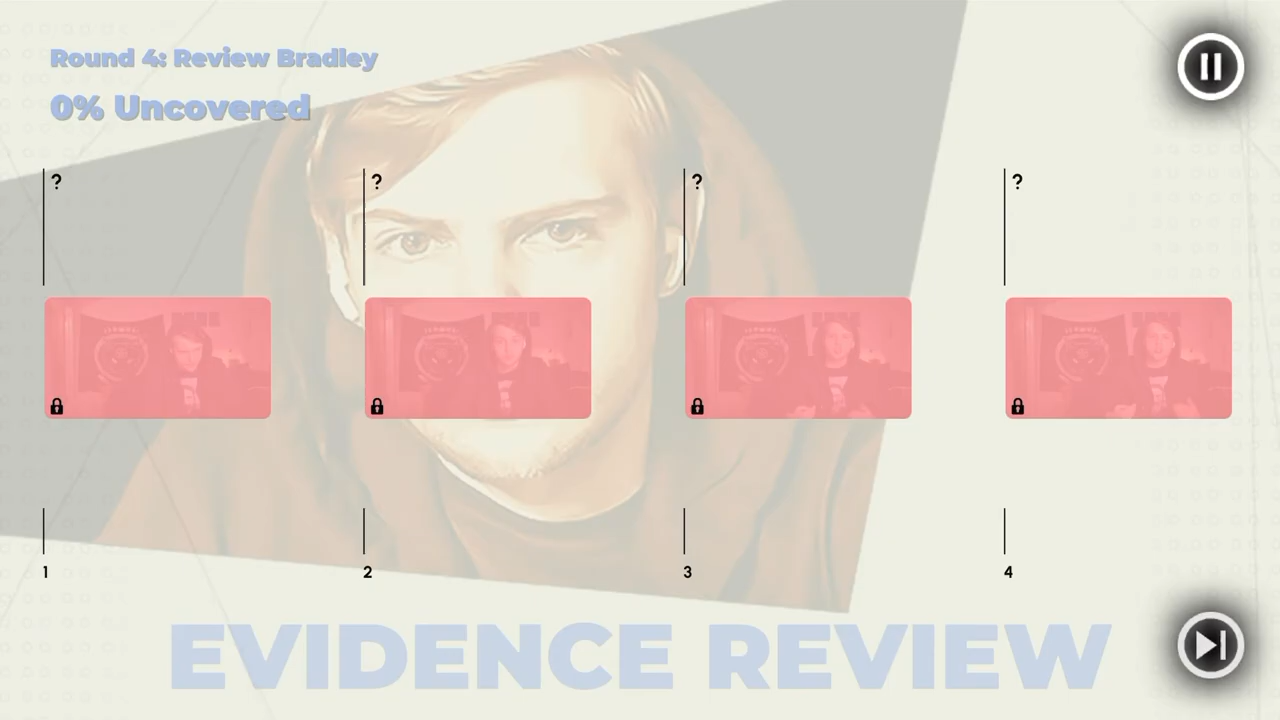 Round 4: Review Bradley
0% Uncovered
? ? ? ?
1 2 3 4
EVIDENCE REVIEW